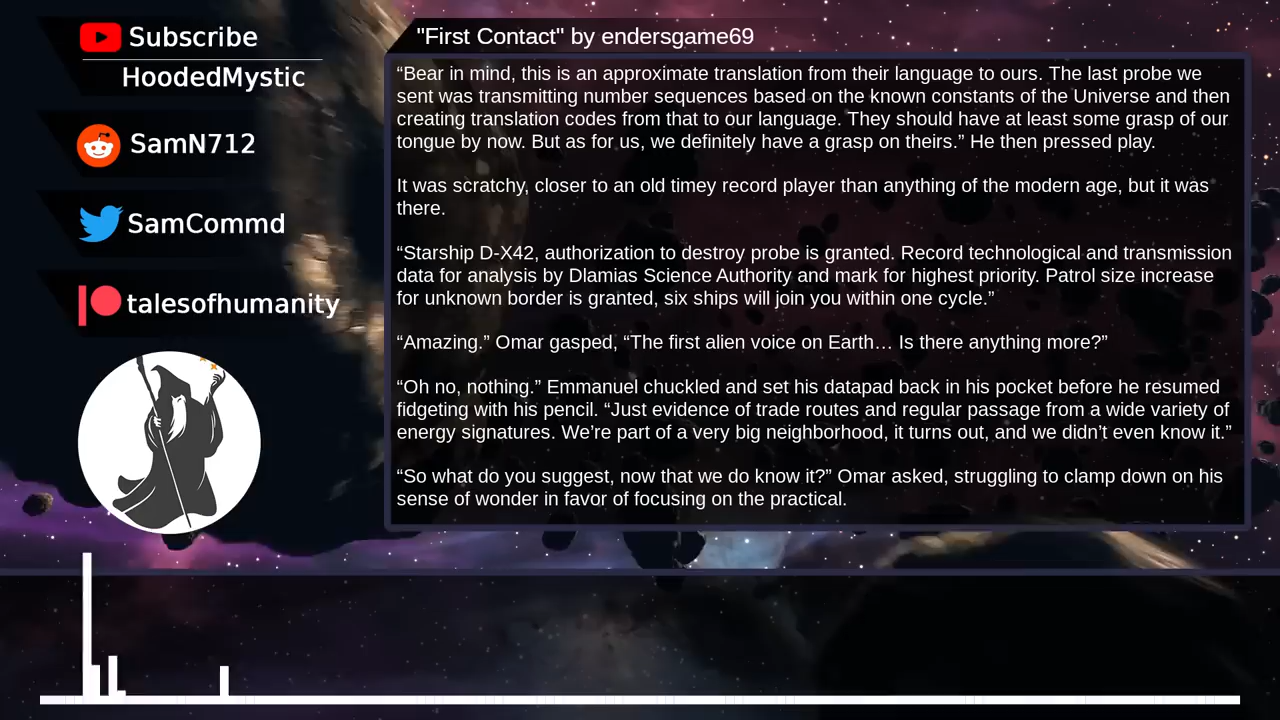 Subscribe
HoodedMystic
SamN712
SamCommd
talesofhumanity
"First Contact" by endersgame69
“Bear in mind, this is an approximate translation from their language to ours. The last probe we
sent was transmitting number sequences based on the known constants of the Universe and then
creating translation codes from that to our language. They should have at least some grasp of our
tongue by now. But as for us, we definitely have a grasp on theirs.” He then pressed play.
It was scratchy, closer to an old timey record player than anything of the modern age, but it was
there.
“Starship D-X42, authorization to destroy probe is granted. Record technological and transmission
data for analysis by Dlamias Science Authority and mark for highest priority. Patrol size increase
for unknown border is granted, six ships will join you within one cycle.”
“Amazing.” Omar gasped, “The first alien voice on Earth… Is there anything more?”
“Oh no, nothing.” Emmanuel chuckled and set his datapad back in his pocket before he resumed
fidgeting with his pencil. “Just evidence of trade routes and regular passage from a wide variety of
energy signatures. We’re part of a very big neighborhood, it turns out, and we didn’t even know it.”
“So what do you suggest, now that we do know it?” Omar asked, struggling to clamp down on his
sense of wonder in favor of focusing on the practical.